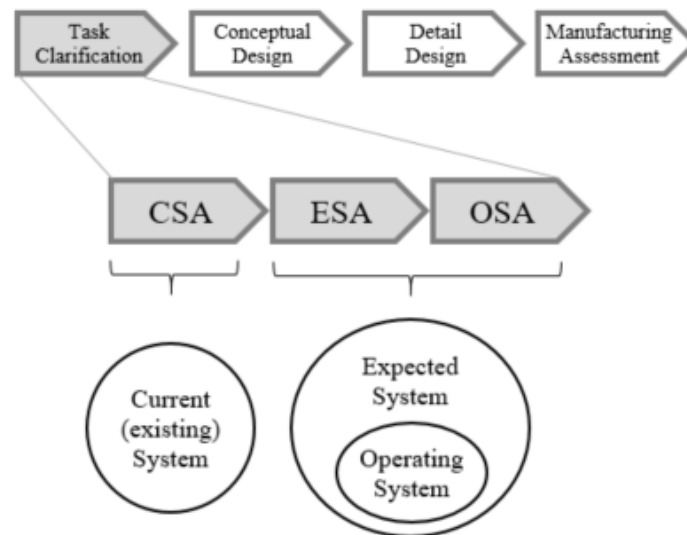 Task
Clarification
Conceptual
Design
Detail
Design
Manufacturing
Assessment
CSA
ESA
OSA
Current
(existing)
System
Expected
System
Operating
System